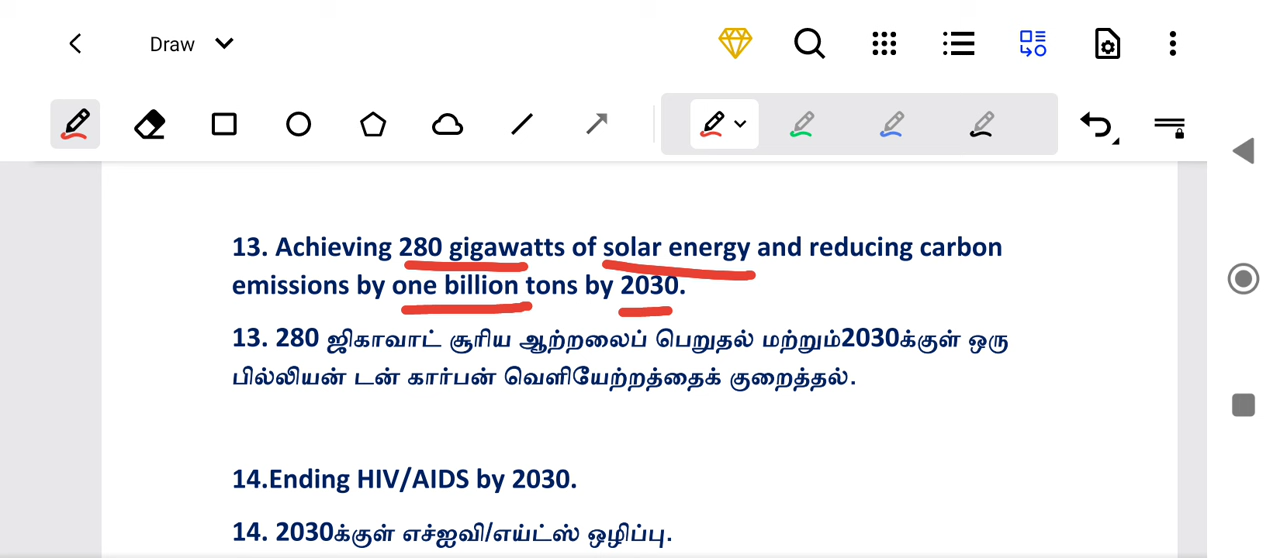 Draw
13. Achieving 280 gigawatts of solar energy and reducing carbon
emissions by one billion tons by 2030.
13. 280 ஜிகாவாட் சூரிய ஆற்றலைப் பெறுதல் மற்றும்2030க்குள் ஒரு
பில்லியன் டன் கார்பன் வெளியேற்றத்தைக் குறைத்தல்.
14.Ending HIV/AIDS by 2030.
14. 2030க்குள் எச்ஐவி/எய்ட்ஸ் ஒழிப்பு.